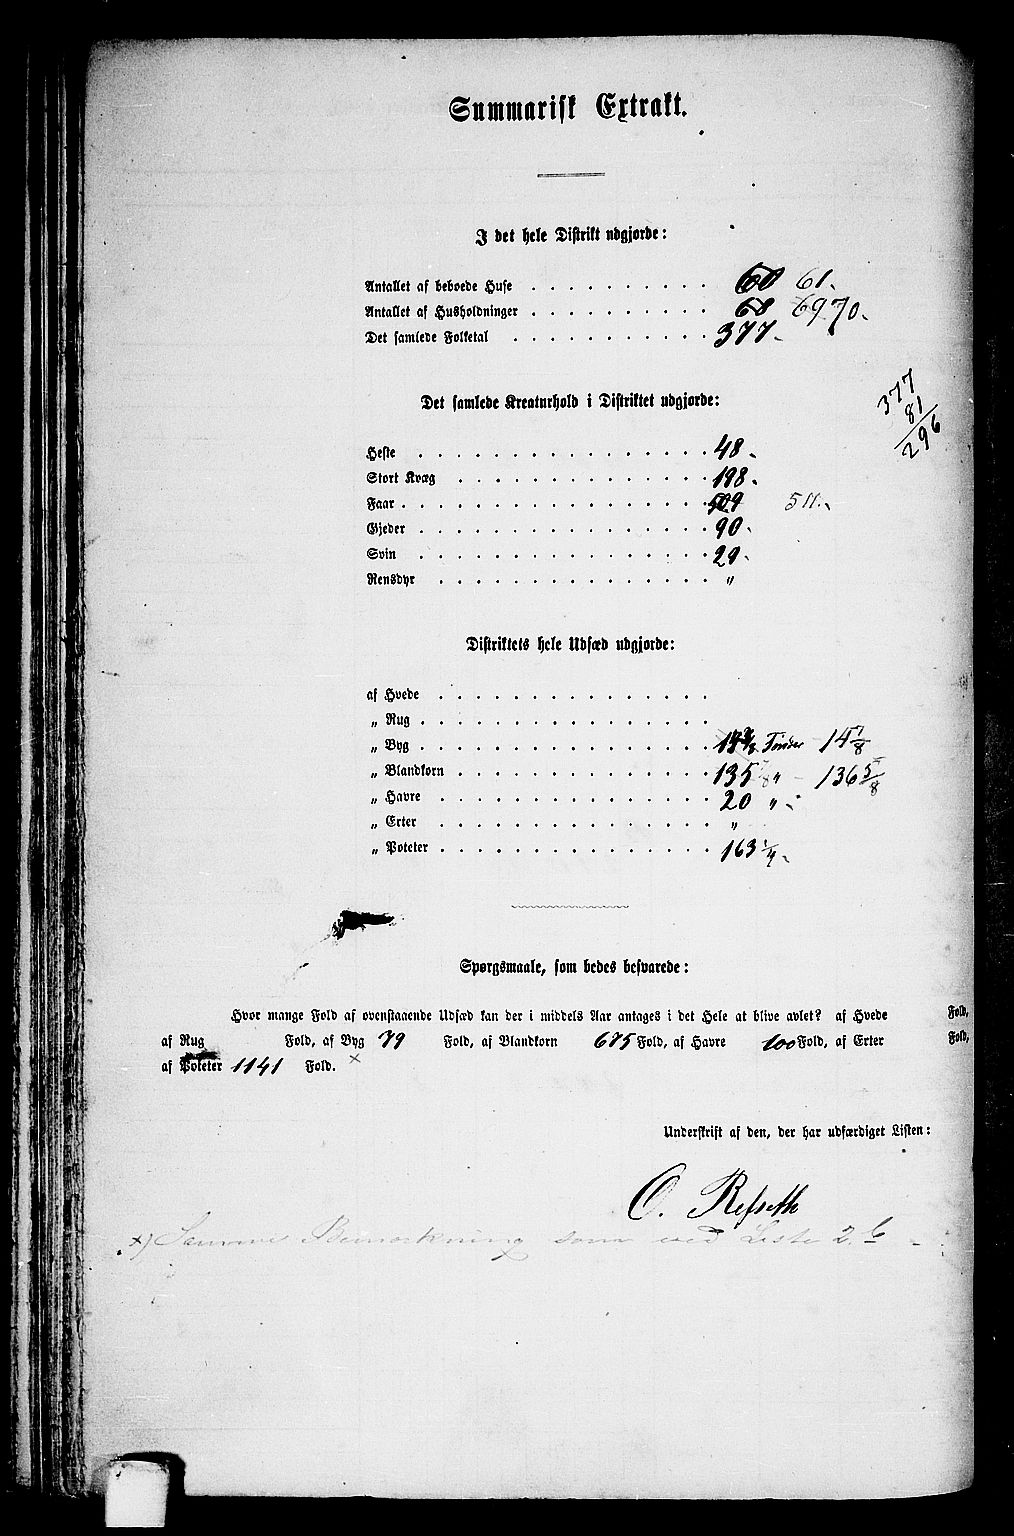 Summarisk Extrakt.
I det hele Distrikt udgjorde:
Antallet af beboede Huse . . . . . . . . . . 60 61.
Antallet af Husholdninger . . . . . . . . . . 68 69 70.
Det samlede Folketal . . . . . . . . . . . 377.
377
81
296
Det samlede Kreaturhold i Distriktet udgjorde:
Heste . . . . . . . . . . . . . . . . 48.
Stort Kvæg . . . . . . . . . . . . . . 198.
Faar . . . . . . . . . . . . . . . . . 509 511.
Gjeder . . . . . . . . . . . . . . . . 90.
Svin . . . . . . . . . . . . . . . . 29.
Rensdyr . . . . . . . . . . . . . . . "
Distriktets hele Udsæd udgjorde:
af Hvede . . . . . . . . . . . . . . .
„ Rug . . . . . . . . . . . . . . . .
„ Byg . . . . . . . . . . . . . . . . Tønder 14 7/8
„ Blandkorn . . . . . . . . . . . . . . 135 " 136 5/8
„ Havre . . . . . . . . . . . . . . . 20 "
„ Erter . . . . . . . . . . . . . . . "
„ Poteter . . . . . . . . . . . . . . . 163 1/4.
Spørgsmaale, som bedes besvarede:
Hvor mange Fold af ovenstaaende Udsæd kan der i middels Aar antages i det Hele at blive avlet? af Hvede Fold,
af Rug Fold, af Byg 79 Fold, af Blandkorn 675 Fold, af Havre 100 Fold, af Erter Fold,
af Poteter 1141 Fold. ×
Underskrift af den, der har udfærdiget Listen:
O. Refseth
×) Samme Bemærkning som ved Liste 2.